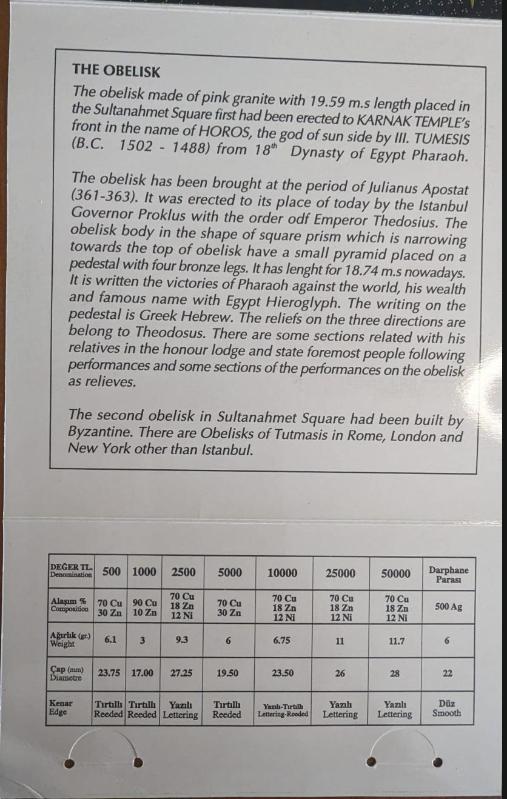 THE OBELISK
The obelisk made of pink granite with 19.59 m.s length placed in
the Sultanahmet Square first had been erected to KARNAK TEMPLE's
front in the name of HOROS, the god of sun side by III. TUMESIS
(B.C. 1502 - 1488) from 18th Dynasty of Egypt Pharaoh.
The obelisk has been brought at the period of Julianus Apostat
(361-363). It was erected to its place of today by the Istanbul
Governor Proklus with the order odf Emperor Thedosius. The
obelisk body in the shape of square prism which is narrowing
towards the top of obelisk have a small pyramid placed on a
pedestal with four bronze legs. It has lenght for 18.74 m.s nowadays.
It is written the victories of Pharaoh against the world, his wealth
and famous name with Egypt Hieroglyph. The writing on the
pedestal is Greek Hebrew. The reliefs on the three directions are
belong to Theodosus. There are some sections related with his
relatives in the honour lodge and state foremost people following
performances and some sections of the performances on the obelisk
as relieves.
The second obelisk in Sultanahmet Square had been built by
Byzantine. There are Obelisks of Tutmasis in Rome, London and
New York other than Istanbul.
DEĞER TL. 500 1000 2500 5000 10000 25000 50000 Darphane
Denomination Parası
Alaşım % 70 Cu 90 Cu 70 Cu 70 Cu 70 Cu 70 Cu 70 Cu 500 Ag
Composition 30 Zn 10 Zn 18 Zn 30 Zn 18 Zn 18 Zn 18 Zn
12 Ni 12 Ni 12 Ni 12 Ni
Ağırlık (gr.) 6.1 3 9.3 6 6.75 11 11.7 6
Weight
Çap (mm) 23.75 17.00 27.25 19.50 23.50 26 28 22
Diametre
Kenar Tırtıllı Tırtıllı Yazılı Tırtıllı Yazılı-Tırtıllı Yazılı Yazılı Düz
Edge Reeded Reeded Lettering Reeded Lettering-Reeded Lettering Lettering Smooth